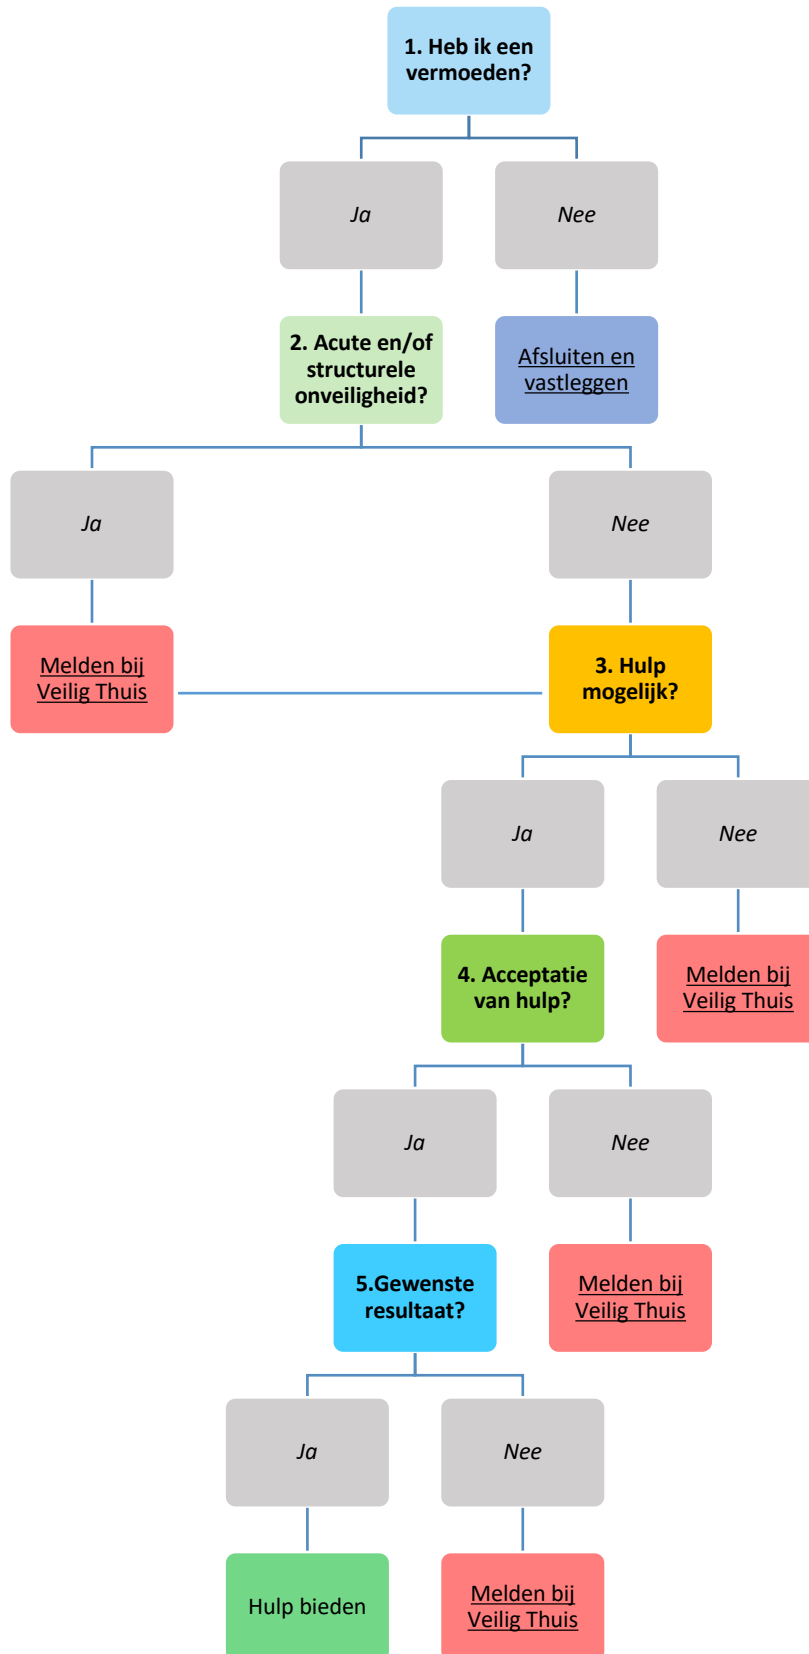 1. Heb ik een
vermoeden?
Ja
Nee
2. Acute en/of
structurele
onveiligheid?
Afsluiten en
vastleggen
Ja
Nee
Melden bij
Veilig Thuis
3. Hulp
mogelijk?
Ja
Nee
4. Acceptatie
van hulp?
Melden bij
Veilig Thuis
Ja
Nee
5.Gewenste
resultaat?
Melden bij
Veilig Thuis
Ja
Nee
Hulp bieden
Melden bij
Veilig Thuis